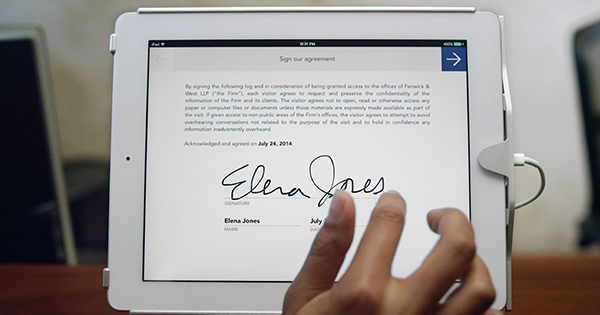 iPad
12:31 PM
100%
Sign our agreement
By signing the following log and in consideration of being granted access to the offices of Fenwick &
West LLP ("the Firm"), each visitor agrees to respect and preserve the confidentiality of the
information of the Firm and its clients. The visitor agrees not to open, read or otherwise access any
paper or computer files or documents unless those materials are expressly made available as part of
the visit. If given access to non-public areas of the Firm's offices, the visitor agrees to attempt to avoid
overhearing conversations not related to the purpose of the visit and to hold in confidence any
information inadvertently overheard.
Acknowledged and agreed on July 24, 2014.
Elena Jones
SIGNATURE
Elena Jones
July
NAME